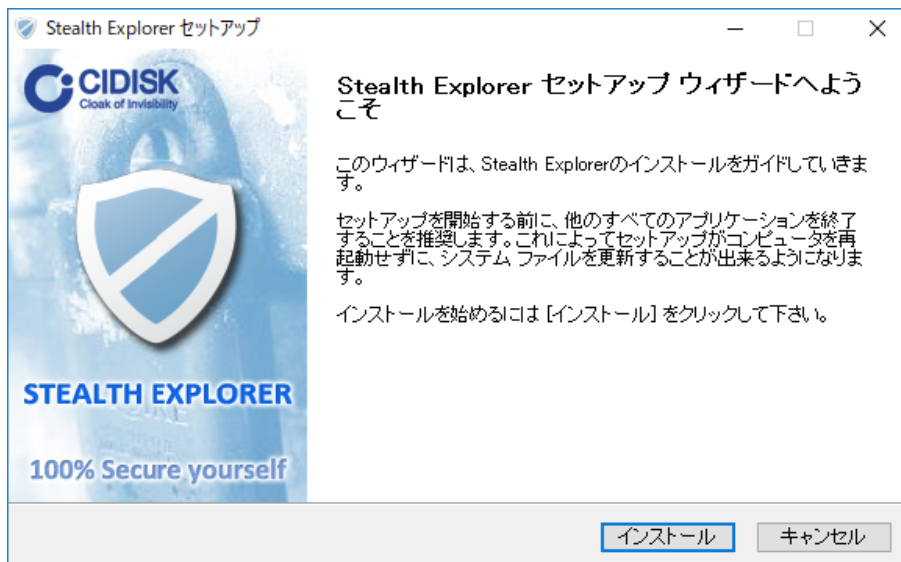 Stealth Explorer セットアップ
CIDISK
Cloak of Invisibility
Stealth Explorer セットアップ ウィザードへよう
こそ
このウィザードは、Stealth Explorerのインストールをガイドしていきま
す。
セットアップを開始する前に、他のすべてのアプリケーションを終了
することを推奨します。これによってセットアップがコンピュータを再
起動せずに、システム ファイルを更新することが出来るようになりま
す。
インストールを始めるには [インストール] をクリックして下さい。
STEALTH EXPLORER
100% Secure yourself
インストール
キャンセル